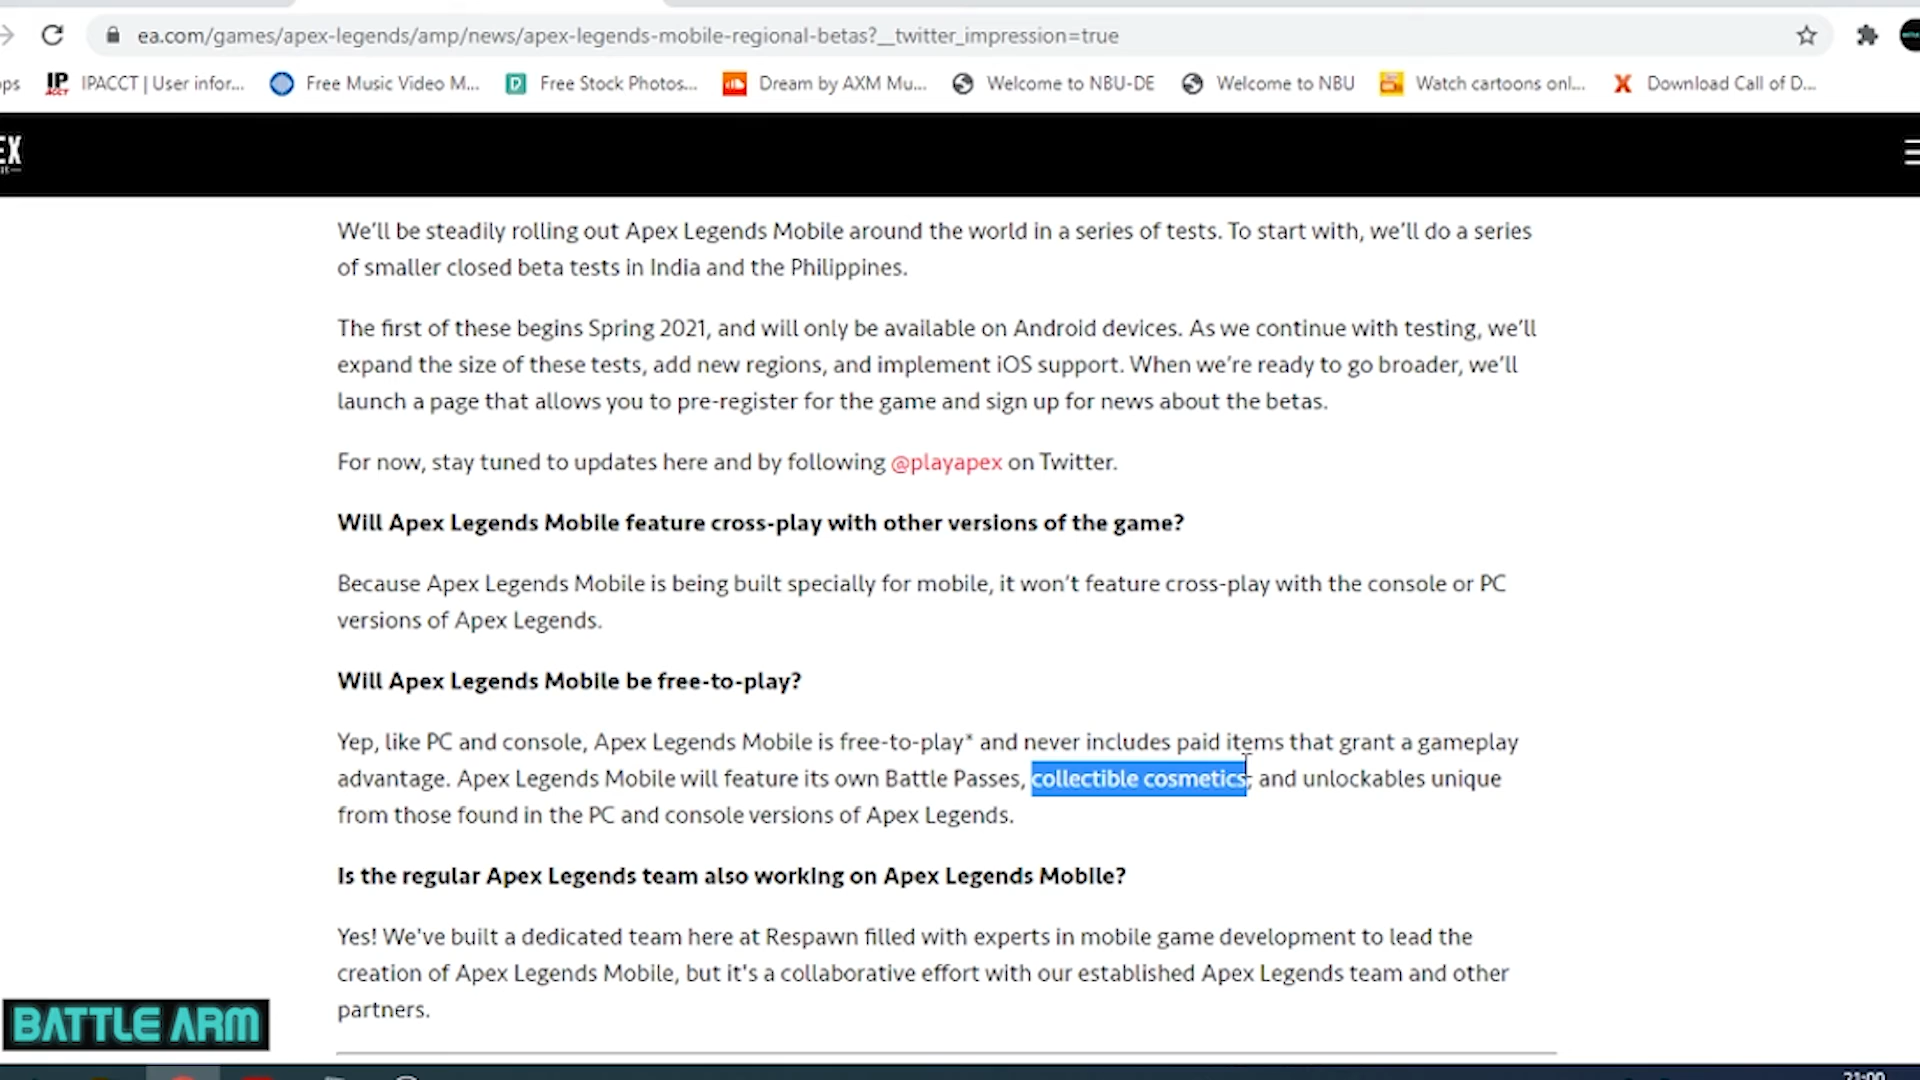 ea.com/games/apex-legends/amp/news/apex-legends-mobile-regional-betas?__twitter_impression=true
IPACCT | User infor... Free Music Video M... Free Stock Photos... Dream by AXM Mu... Welcome to NBU-DE Welcome to NBU Watch cartoons onl... Download Call of D...
We’ll be steadily rolling out Apex Legends Mobile around the world in a series of tests. To start with, we’ll do a series
of smaller closed beta tests in India and the Philippines.
The first of these begins Spring 2021, and will only be available on Android devices. As we continue with testing, we’ll
expand the size of these tests, add new regions, and implement iOS support. When we’re ready to go broader, we’ll
launch a page that allows you to pre-register for the game and sign up for news about the betas.
For now, stay tuned to updates here and by following @playapex on Twitter.
Will Apex Legends Mobile feature cross-play with other versions of the game?
Because Apex Legends Mobile is being built specially for mobile, it won’t feature cross-play with the console or PC
versions of Apex Legends.
Will Apex Legends Mobile be free-to-play?
Yep, like PC and console, Apex Legends Mobile is free-to-play* and never includes paid items that grant a gameplay
advantage. Apex Legends Mobile will feature its own Battle Passes, collectible cosmetics, and unlockables unique
from those found in the PC and console versions of Apex Legends.
Is the regular Apex Legends team also working on Apex Legends Mobile?
Yes! We've built a dedicated team here at Respawn filled with experts in mobile game development to lead the
creation of Apex Legends Mobile, but it's a collaborative effort with our established Apex Legends team and other
partners.
BATTLE ARM